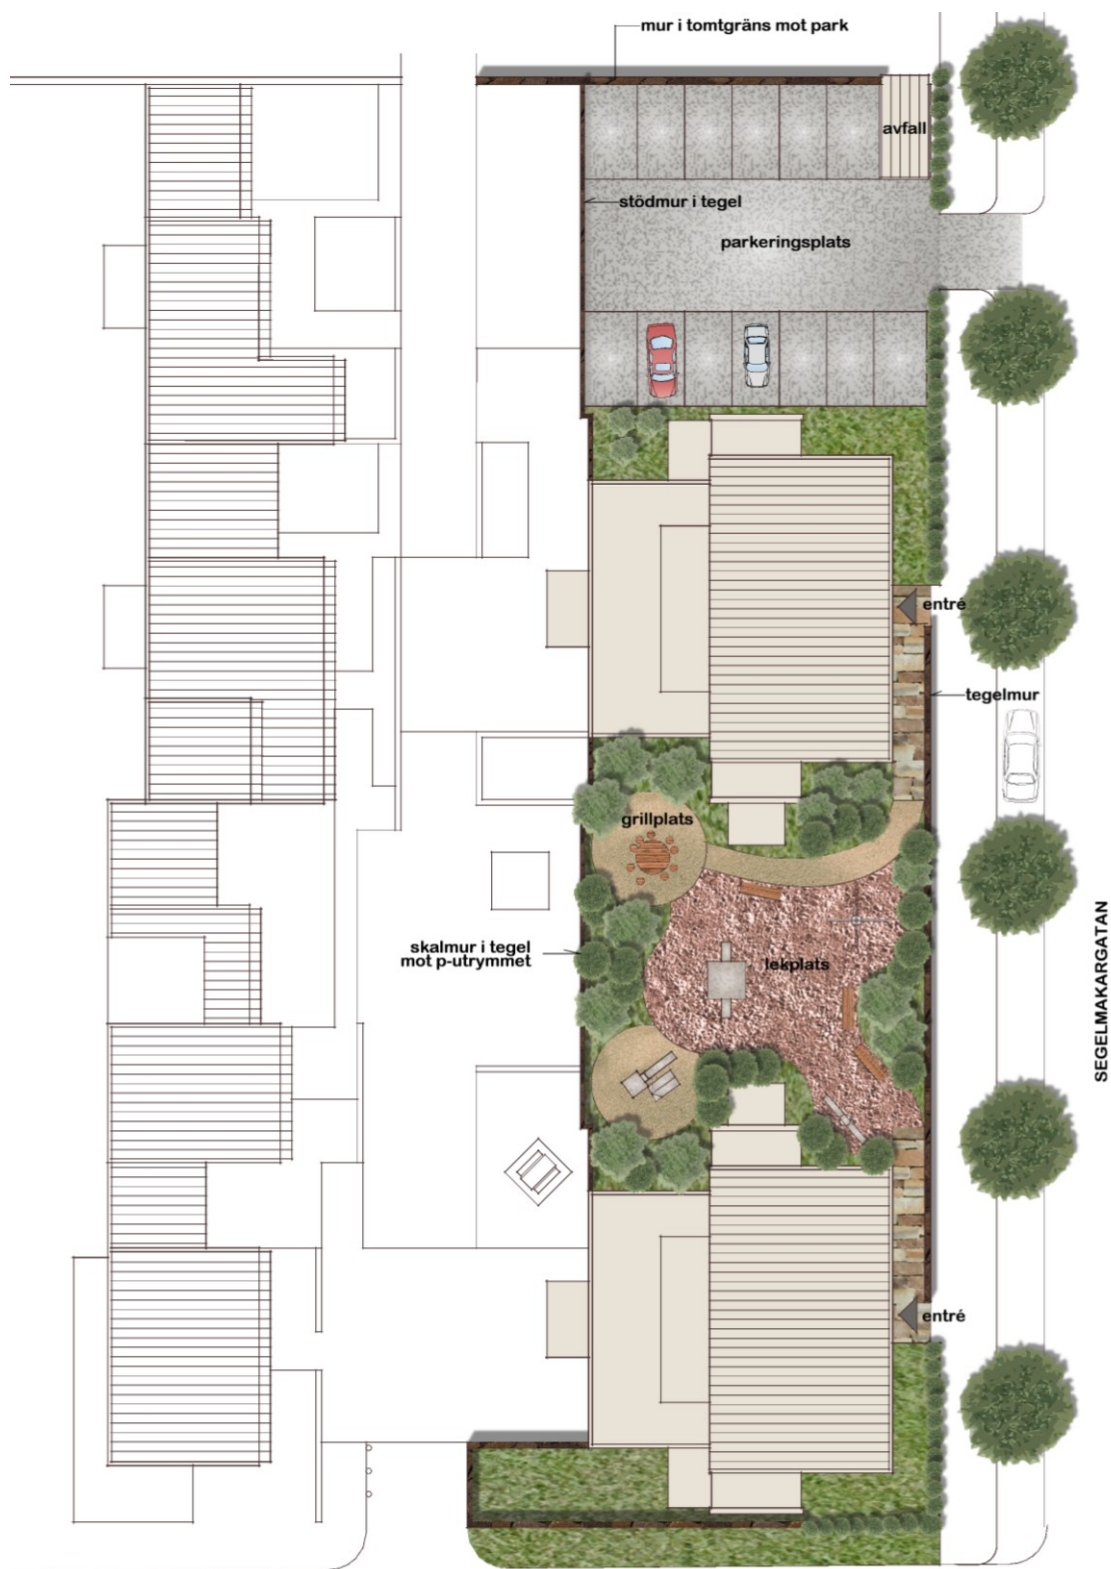 mur i tomtgräns mot park
avfall
stödmur i tegel
parkeringsplats
entré
tegelmur
grillplats
skalmur i tegel
mot p-utrymmet
lekplats
SEGELMAKARGATAN
entré